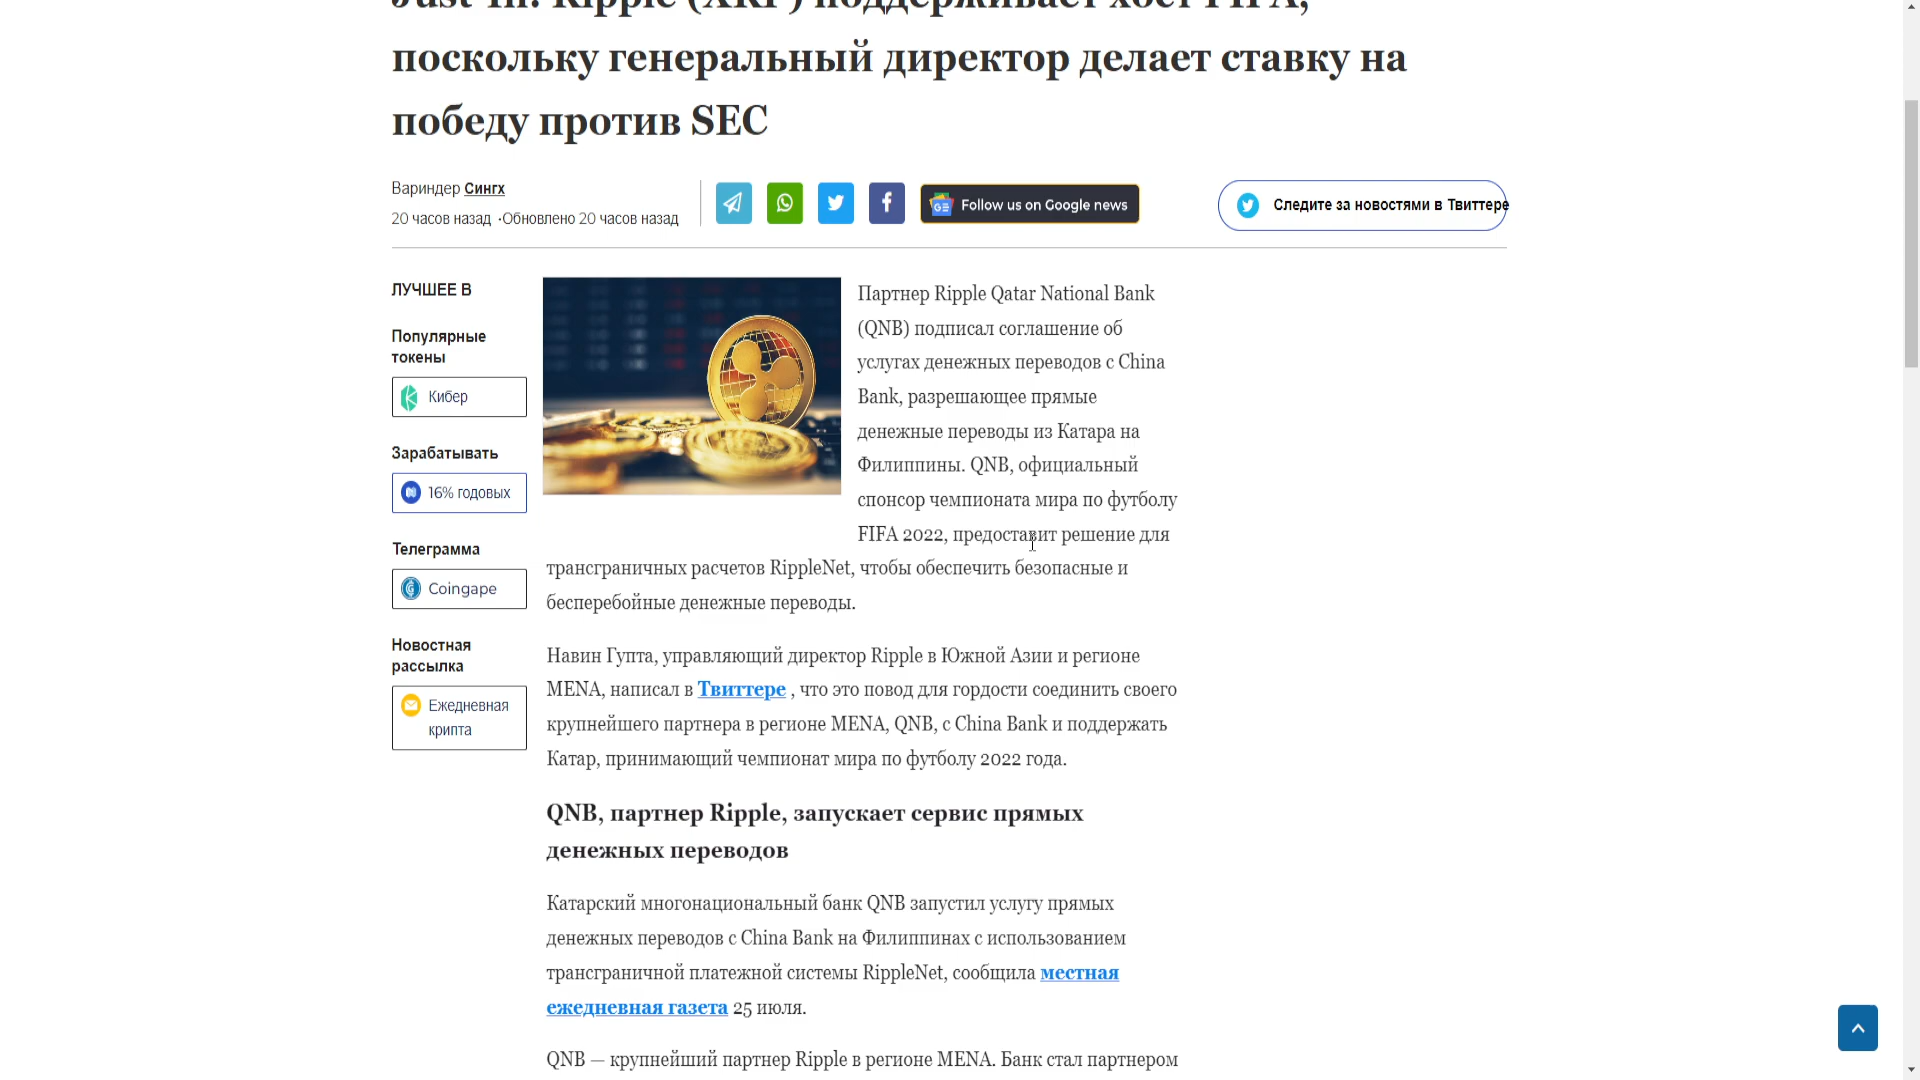 Just-In: Ripple (XRP) поддерживает хост FIFA,
поскольку генеральный директор делает ставку на
победу против SEC
Вариндер Сингх
20 часов назад ·Обновлено 20 часов назад
Follow us on Google news
Следите за новостями в Твиттере
ЛУЧШЕЕ В
Популярные
токены
Кибер
Зарабатывать
16% годовых
Телеграмма
Coingape
Новостная
рассылка
Ежедневная
крипта
Партнер Ripple Qatar National Bank
(QNB) подписал соглашение об
услугах денежных переводов с China
Bank, разрешающее прямые
денежные переводы из Катара на
Филиппины. QNB, официальный
спонсор чемпионата мира по футболу
FIFA 2022, предоставит решение для
трансграничных расчетов RippleNet, чтобы обеспечить безопасные и
бесперебойные денежные переводы.
Навин Гупта, управляющий директор Ripple в Южной Азии и регионе
MENA, написал в Твиттере , что это повод для гордости соединить своего
крупнейшего партнера в регионе MENA, QNB, с China Bank и поддержать
Катар, принимающий чемпионат мира по футболу 2022 года.
QNB, партнер Ripple, запускает сервис прямых
денежных переводов
Катарский многонациональный банк QNB запустил услугу прямых
денежных переводов с China Bank на Филиппинах с использованием
трансграничной платежной системы RippleNet, сообщила местная
ежедневная газета 25 июля.
QNB — крупнейший партнер Ripple в регионе MENA. Банк стал партнером